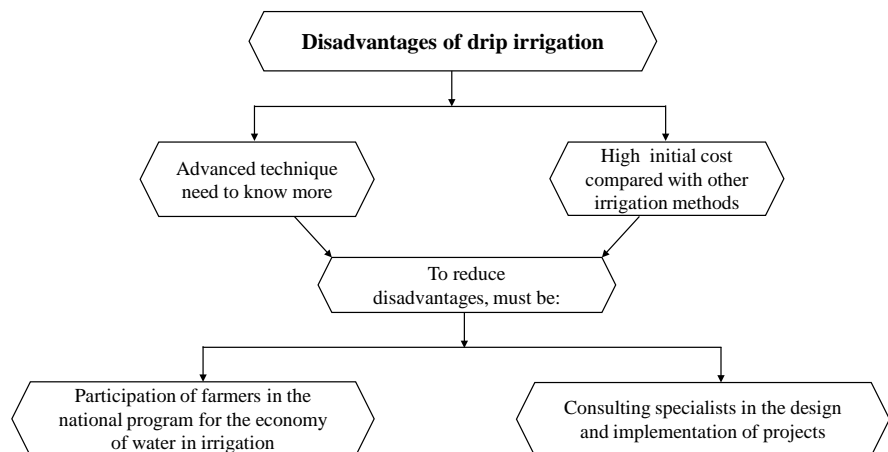 Disadvantages of drip irrigation
Advanced technique
need to know more
High initial cost
compared with other
irrigation methods
To reduce
disadvantages, must be:
Participation of farmers in the
national program for the economy
of water in irrigation
Consulting specialists in the design
and implementation of projects